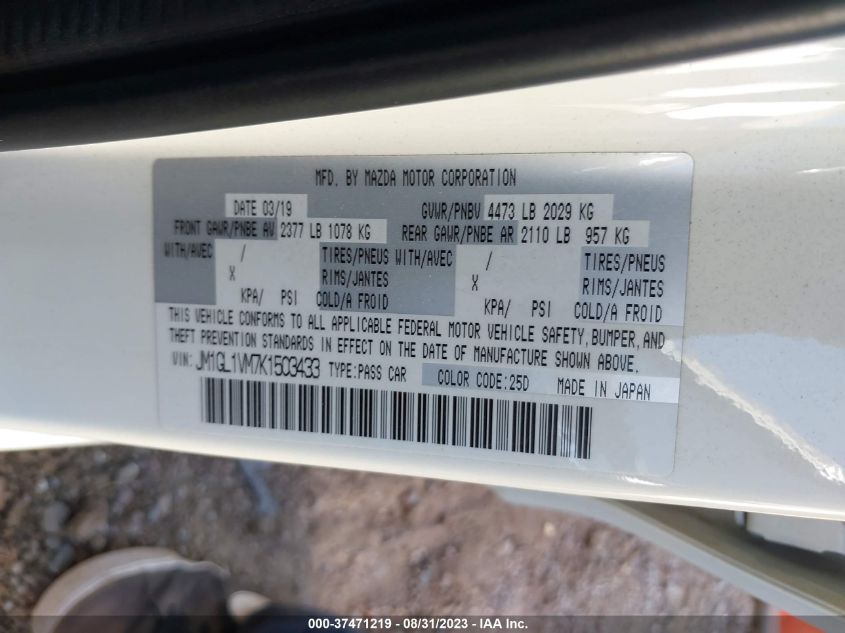 MFD. BY MAZDA MOTOR CORPORATION
DATE 03/19 GVWR/PNBV 4473 LB 2029 KG
FRONT GAWR/PNBE AV 2377 LB 1078 KG REAR GAWR/PNBE AR 2110 LB 957 KG
WITH/AVEC / TIRES/PNEUS WITH/AVEC / TIRES/PNEUS
X RIMS/JANTES X RIMS/JANTES
KPA/ PSI COLD/A FROID KPA/ PSI COLD/A FROID
THIS VEHICLE CONFORMS TO ALL APPLICABLE FEDERAL MOTOR VEHICLE SAFETY, BUMPER, AND
THEFT PREVENTION STANDARDS IN EFFECT ON THE DATE OF MANUFACTURE SHOWN ABOVE.
VIN: JM1GL1VM7K1503433 TYPE:PASS CAR COLOR CODE:25D MADE IN JAPAN
000-37471219 - 08/31/2023 - IAA Inc.